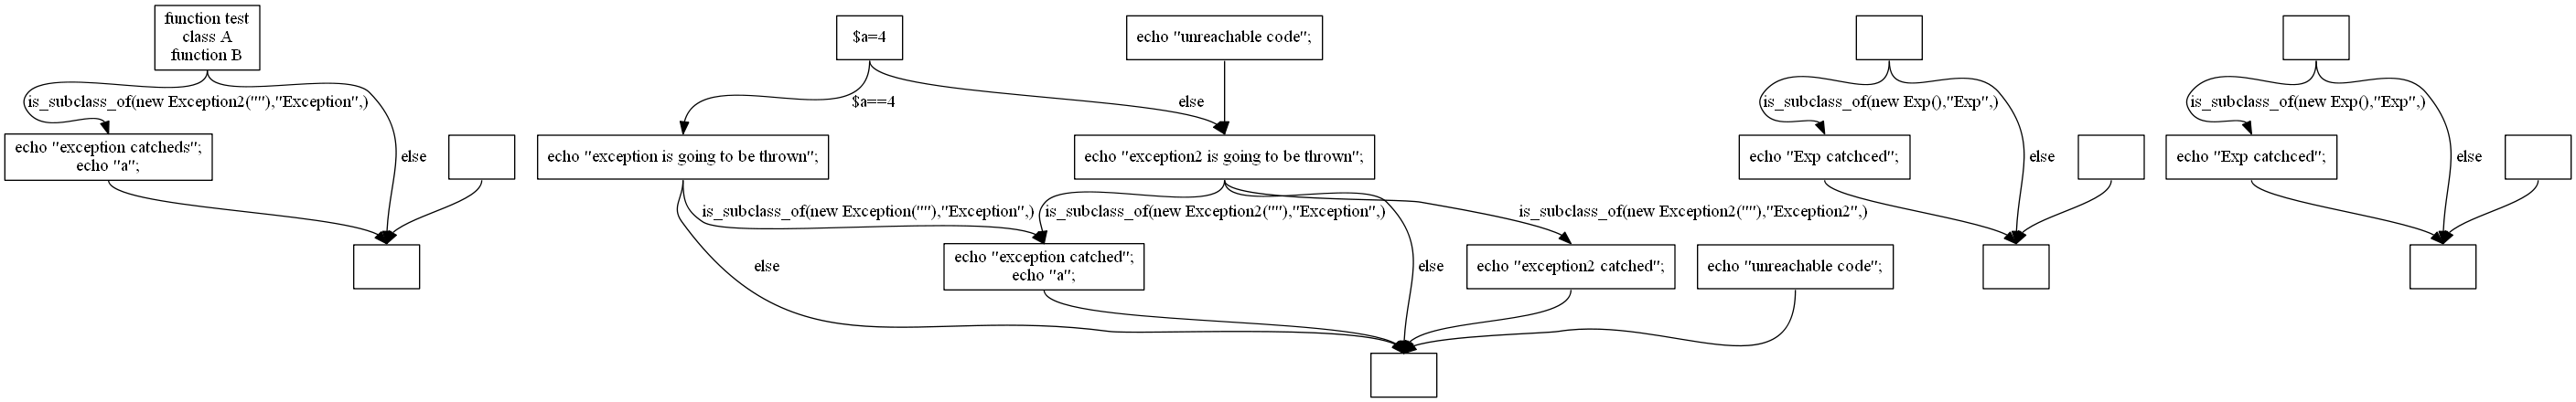 function test
class A
function B
is_subclass_of(new Exception2(""),"Exception",)
echo "exception catcheds";
echo "a";
else
$a=4
echo "unreachable code";
$a==4
else
echo "exception is going to be thrown";
echo "exception2 is going to be thrown";
is_subclass_of(new Exception(""),"Exception",)
is_subclass_of(new Exception2(""),"Exception",)
is_subclass_of(new Exception2(""),"Exception2",)
else
echo "exception catched";
echo "a";
else
echo "exception2 catched";
echo "unreachable code";
is_subclass_of(new Exp(),"Exp",)
echo "Exp catchced";
else
is_subclass_of(new Exp(),"Exp",)
echo "Exp catchced";
else